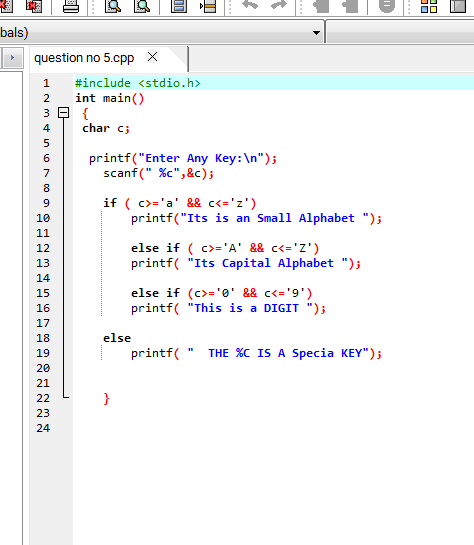 bals)
question no 5.cpp
1 #include <stdio.h>
2 int main()
3 {
4 char c;
5
6 printf("Enter Any Key:\n");
7 scanf(" %c",&c);
8
9 if ( c>='a' && c<='z')
10 printf("Its is an Small Alphabet ");
11
12 else if ( c>='A' && c<='Z')
13 printf( "Its Capital Alphabet ");
14
15 else if (c>='0' && c<='9')
16 printf( "This is a DIGIT ");
17
18 else
19 printf( "  THE %C IS A Specia KEY");
20
21
22 }
23
24